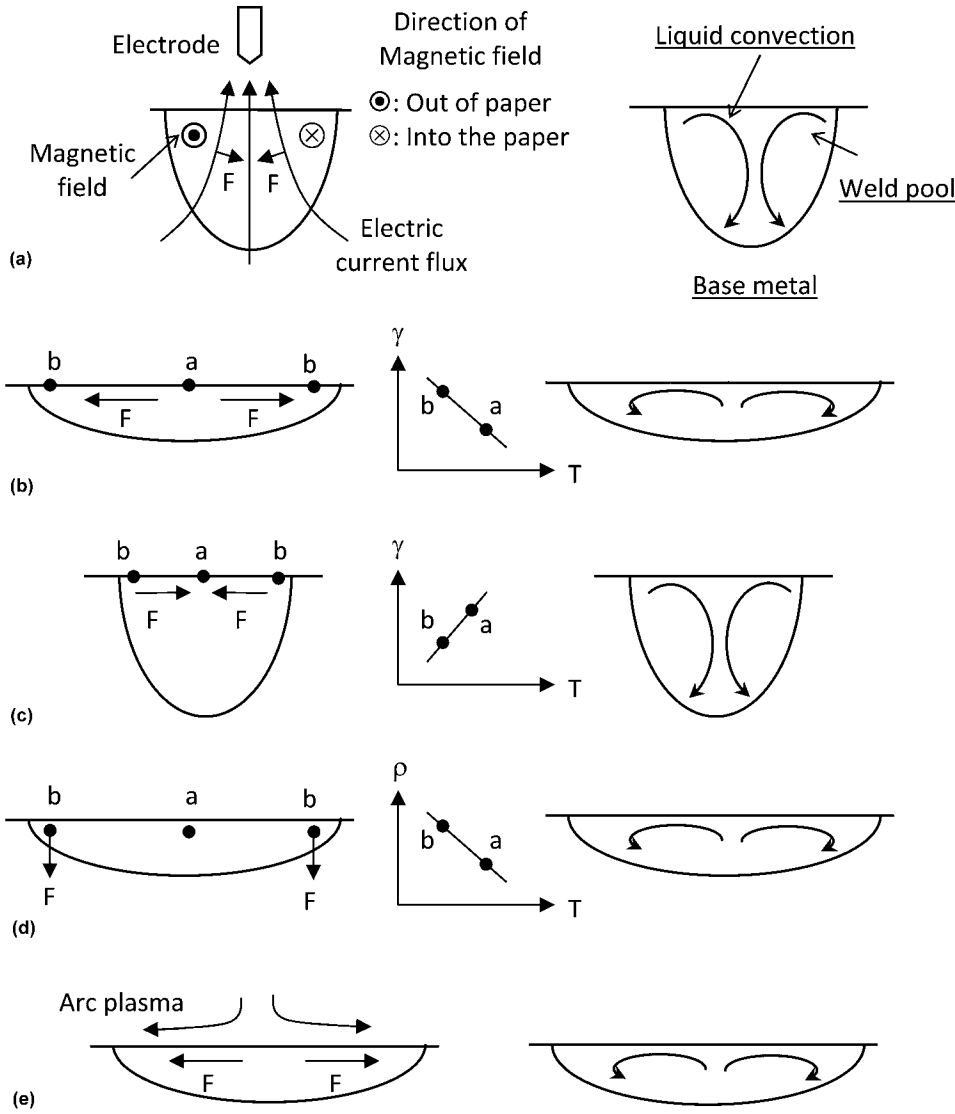 Electrode
Direction of
Magnetic field
: Out of paper
: Into the paper
Liquid convection
Magnetic
field
F F
Weld pool
Electric
current flux
(a)
Base metal
b a b
F F
γ
b
a
T
(b)
b a b
F F
γ
b
a
T
(c)
b a b
F F
ρ
b
a
T
(d)
Arc plasma
F F
(e)